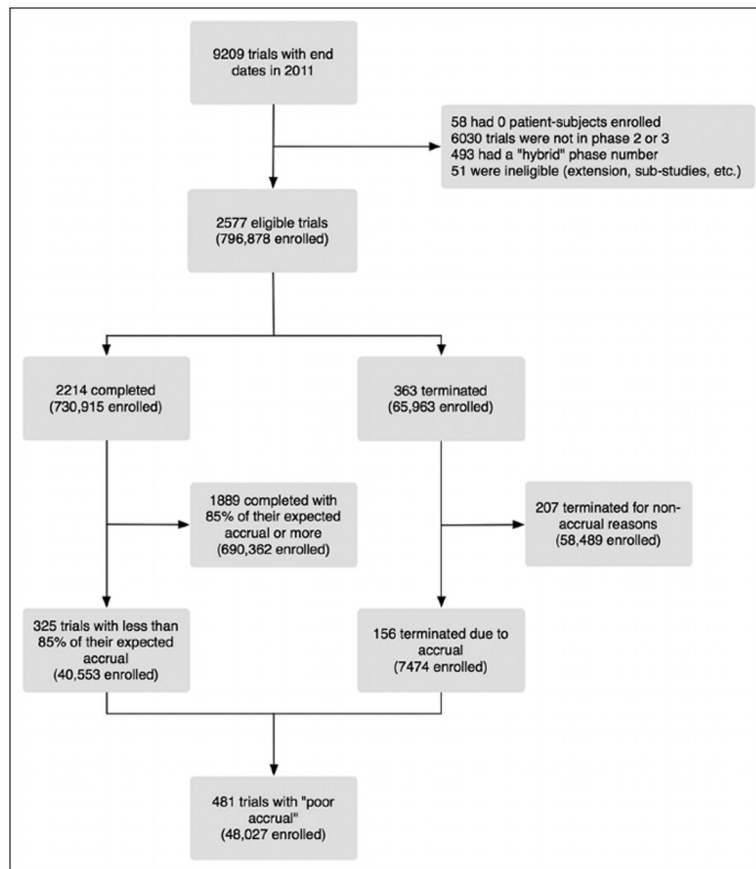 9209 trials with end
dates in 2011
58 had 0 patient-subjects enrolled
6030 trials were not in phase 2 or 3
493 had a "hybrid" phase number
51 were ineligible (extension, sub-studies, etc.)
2577 eligible trials
(796,878 enrolled)
2214 completed
(730,915 enrolled)
363 terminated
(65,963 enrolled)
1889 completed with
85% of their expected
accrual or more
(690,362 enrolled)
207 terminated for non-
accrual reasons
(58,489 enrolled)
325 trials with less than
85% of their expected
accrual
(40,553 enrolled)
156 terminated due to
accrual
(7474 enrolled)
481 trials with "poor
accrual"
(48,027 enrolled)